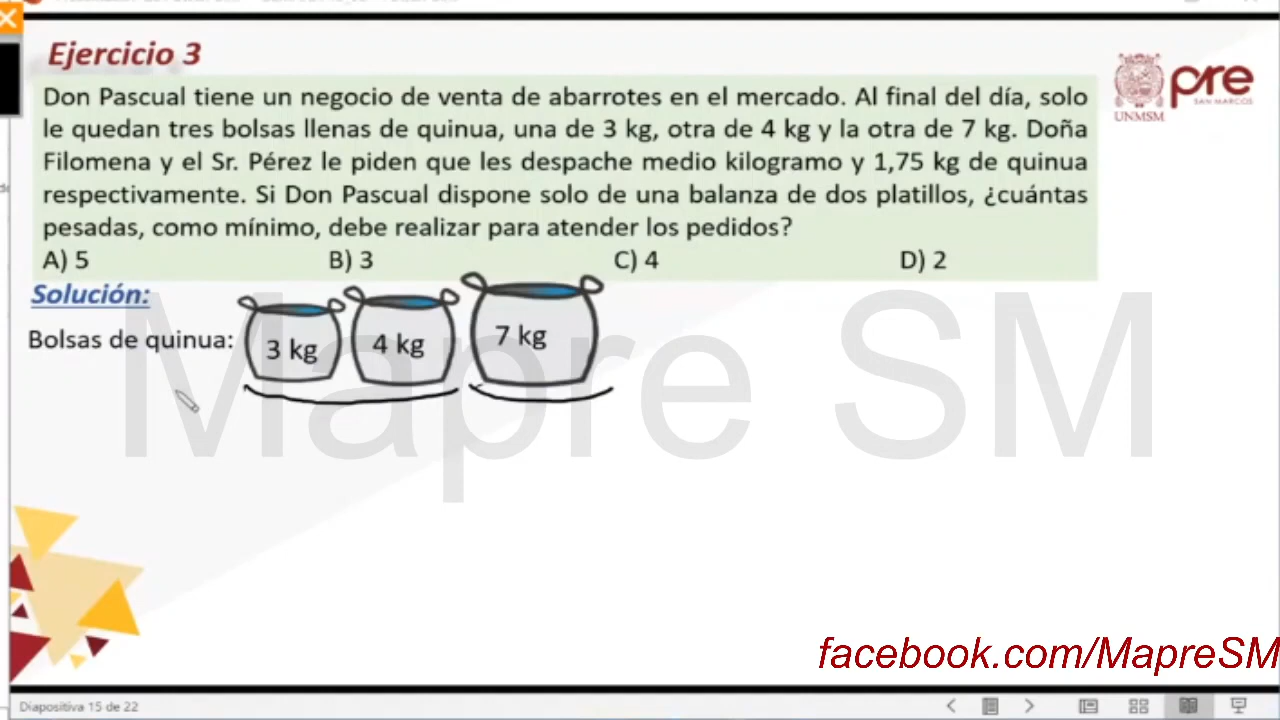 Ejercicio 3
Don Pascual tiene un negocio de venta de abarrotes en el mercado. Al final del día, solo
le quedan tres bolsas llenas de quinua, una de 3 kg, otra de 4 kg y la otra de 7 kg. Doña
Filomena y el Sr. Pérez le piden que les despache medio kilogramo y 1,75 kg de quinua
respectivamente. Si Don Pascual dispone solo de una balanza de dos platillos, ¿cuántas
pesadas, como mínimo, debe realizar para atender los pedidos?
A) 5 B) 3 C) 4 D) 2
pre
SAN MARCOS
UNMSM
Solución:
Bolsas de quinua: 3 kg 4 kg 7 kg
Mapre SM
facebook.com/MapreSM
Diapositiva 15 de 22